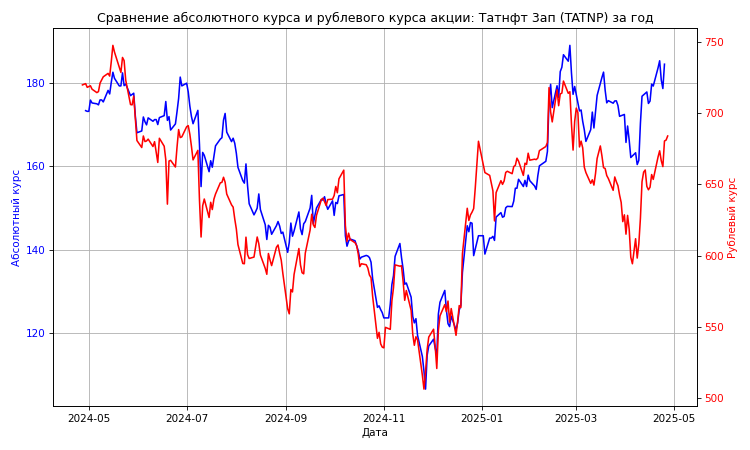 Сравнение абсолютного курса и рублевого курса акции: Татнфт 3ап (TATNP) за год
Абсолютный курс
180
160
140
120
750
700
650
600
550
500
Рублевый курс
2024-05 2024-07 2024-09 2024-11 2025-01 2025-03 2025-05
Дата